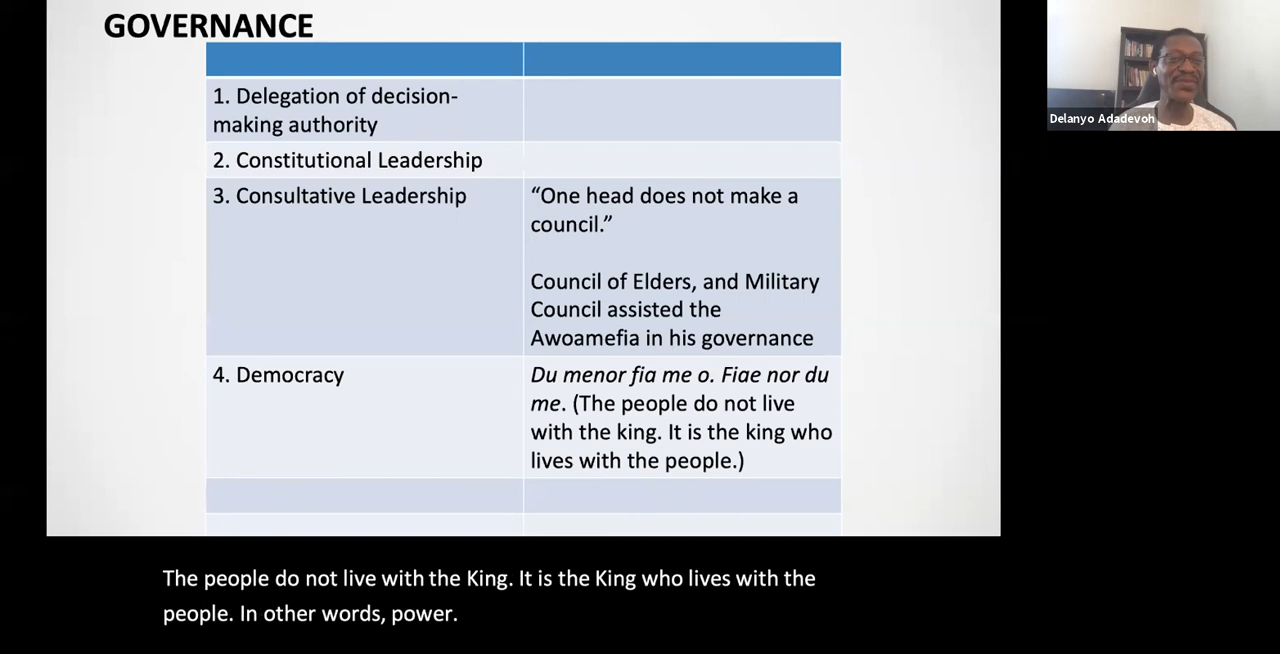 GOVERNANCE
1. Delegation of decision-
making authority
2. Constitutional Leadership
3. Consultative Leadership
“One head does not make a
council.”
Council of Elders, and Military
Council assisted the
Awoamefia in his governance
4. Democracy
Du menor fia me o. Fiae nor du
me. (The people do not live
with the king. It is the king who
lives with the people.)
Delanyo Adadevoh
The people do not live with the King. It is the King who lives with the
people. In other words, power.